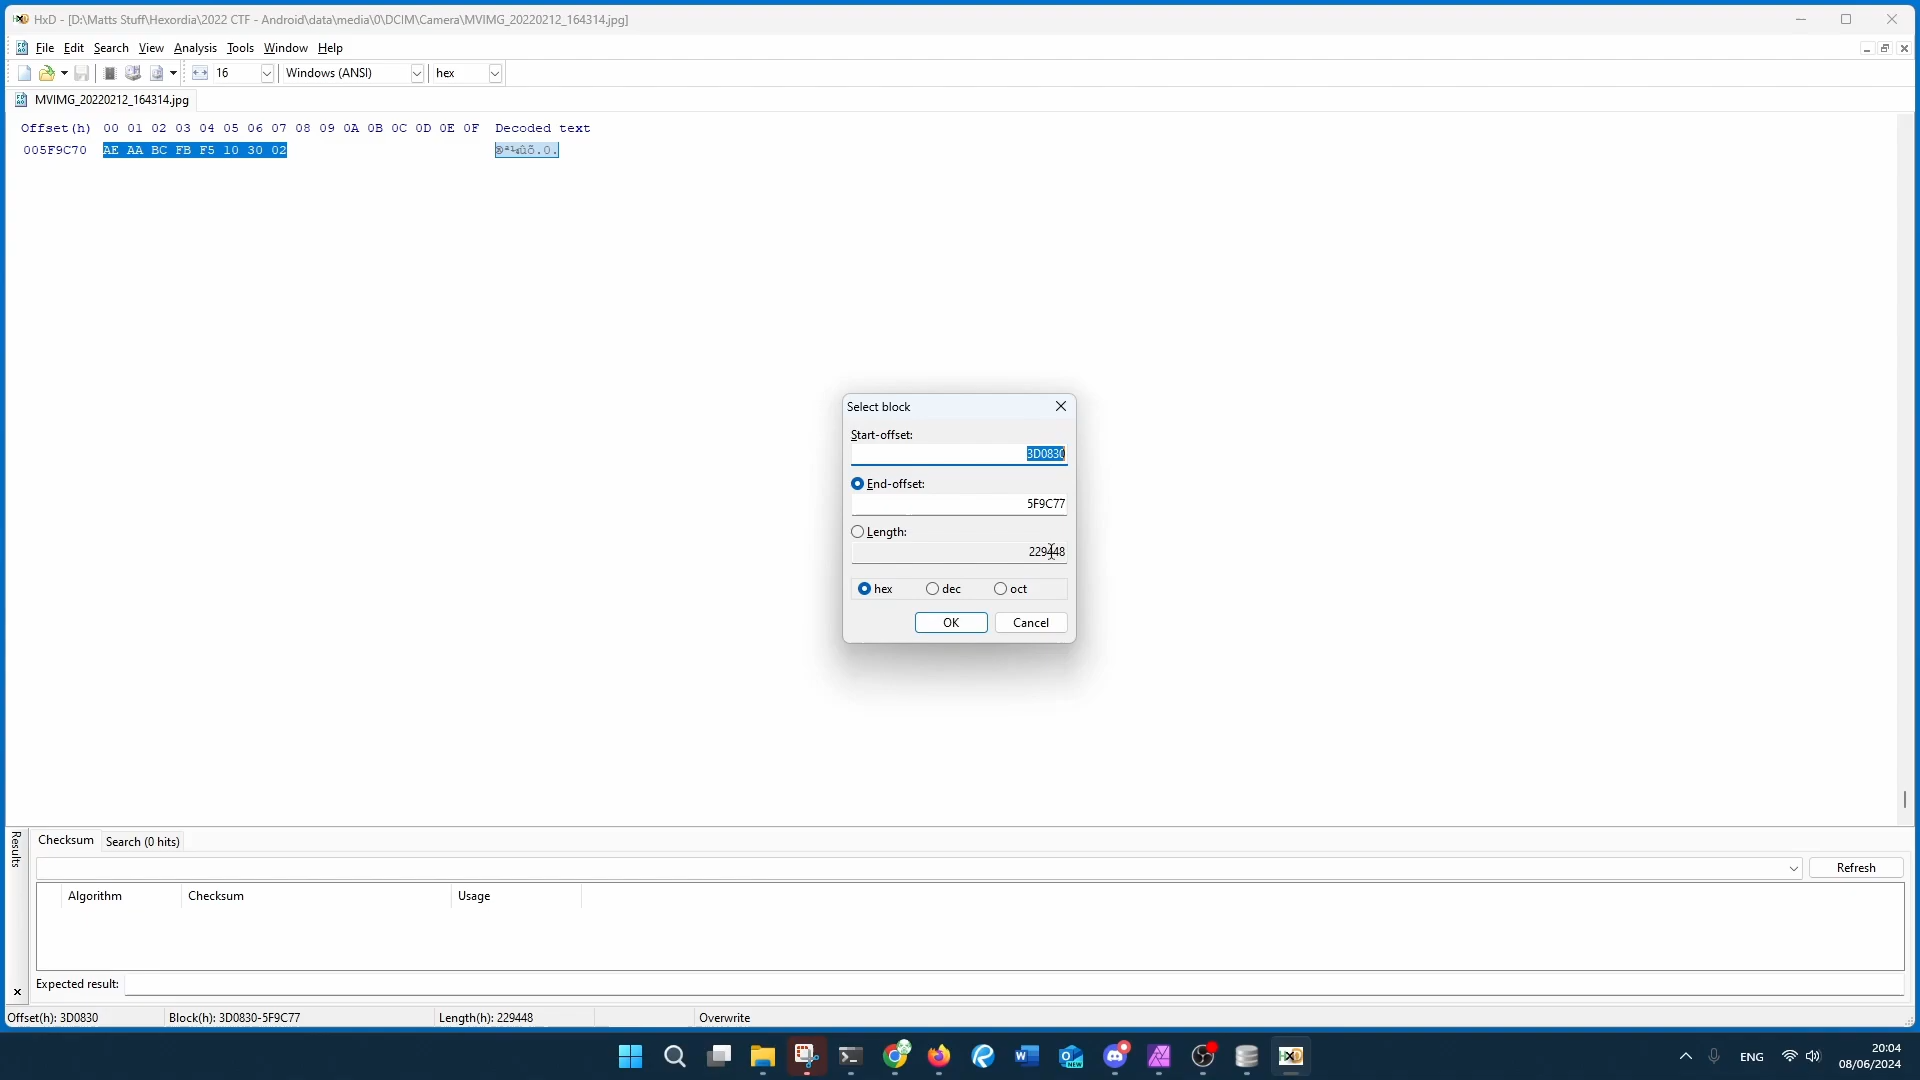 HxD - [D:\Matts Stuff\Hexordia\2022 CTF - Android\data\media\0\DCIM\Camera\MVIMG_20220212_164314.jpg]
File Edit Search View Analysis Tools Window Help
16 Windows (ANSI) hex
MVIMG_20220212_164314.jpg
Offset(h) 00 01 02 03 04 05 06 07 08 09 0A 0B 0C 0D 0E 0F Decoded text
005F9C70 AE AA BC FB F5 10 30 02 ®ª¼ûõ.0.
Select block
Start-offset:
3D0830
End-offset:
5F9C77
Length:
229448
hex dec oct
OK Cancel
Results
Checksum Search (0 hits)
Refresh
Algorithm Checksum Usage
Expected result:
Offset(h): 3D0830 Block(h): 3D0830-5F9C77 Length(h): 229448 Overwrite
ENG 20:04
08/06/2024